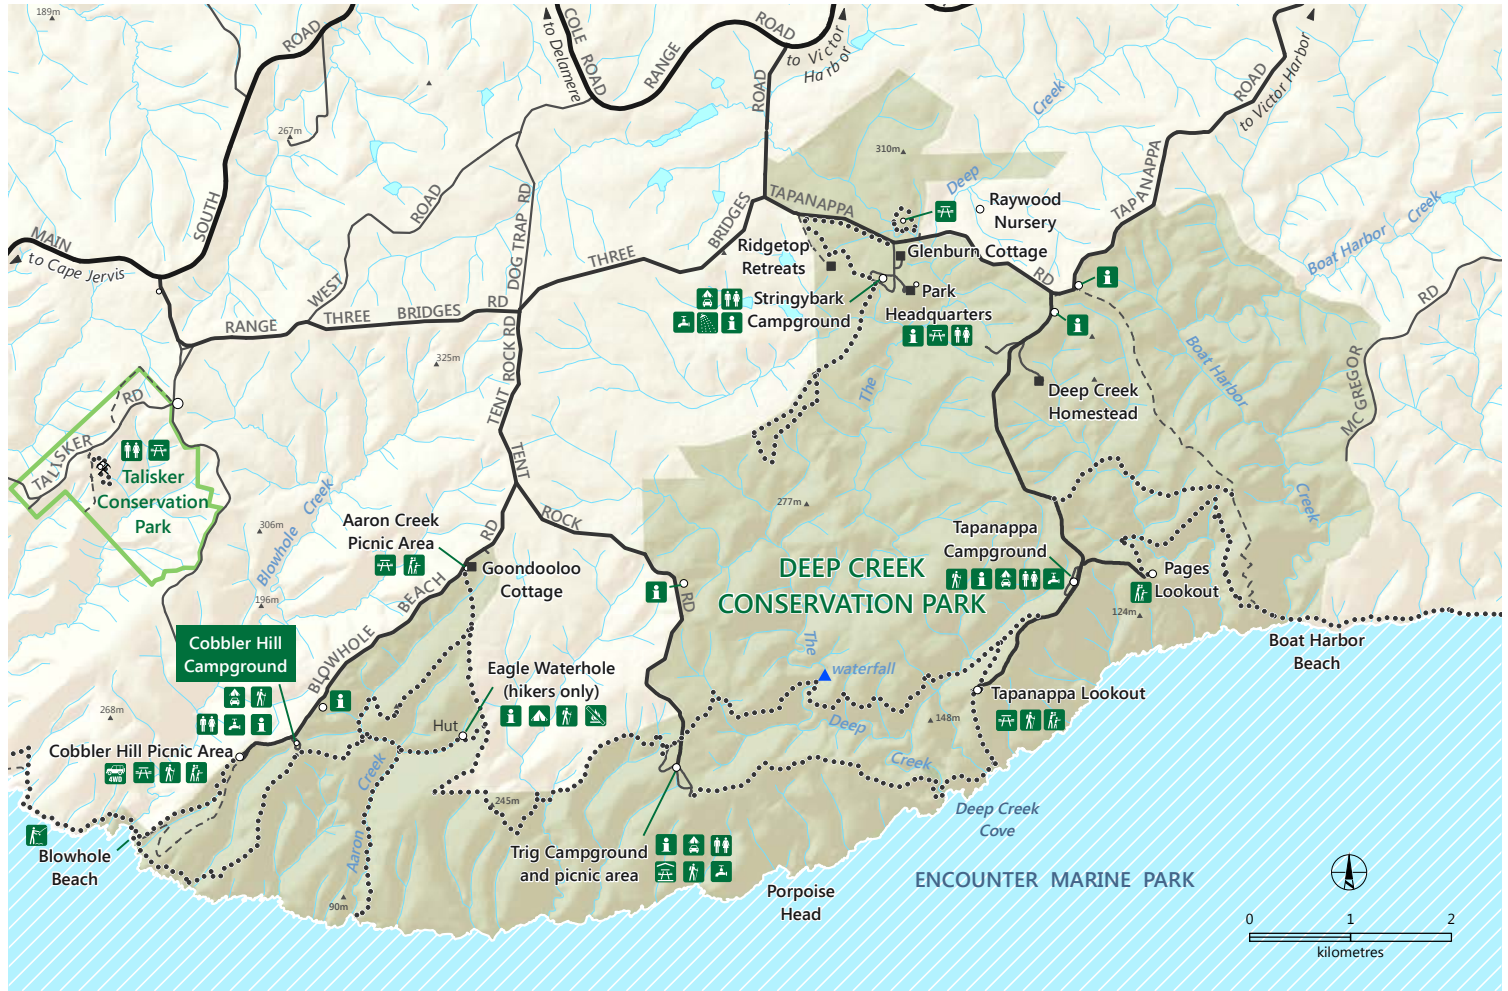 189m
ROAD
to Delamere
COLE ROAD
RANGE
ROAD
to Victor
Harbor
ROAD
ROAD
to Victor Harbor
267m
310m
Creek
Deep
TAPANAPPA
ROAD
DOG TRAP RD
SOUTH
MAIN
to Cape Jervis
WEST
THREE
BRIDGES
TAPANAPPA
RD
Raywood
Nursery
Ridgetop
Retreats
Glenburn Cottage
Stringybark
Campground
Park
Headquarters
Boat Harbor Creek
RD
MC GREGOR
RANGE
THREE BRIDGES RD
325m
TENT ROCK RD
The
Deep Creek
Homestead
Boat Harbor
Creek
TALISKER
RD
Talisker
Conservation
Park
TENT
ROCK
RD
277m
306m
Blowhole Creek
196m
Aaron Creek
Picnic Area
RD
Goondooloo
Cottage
BEACH
BLOWHOLE
Tapanappa
Campground
DEEP CREEK
CONSERVATION PARK
Pages
Lookout
124m
Boat Harbor
Beach
Cobbler Hill
Campground
Eagle Waterhole
(hikers only)
Hut
The
waterfall
Deep
Creek
148m
Tapanappa Lookout
268m
Cobbler Hill Picnic Area
4WD
Creek
Aaron
245m
Blowhole
Beach
90m
Trig Campground
and picnic area
Porpoise
Head
Deep Creek
Cove
ENCOUNTER MARINE PARK
0 1 2
kilometres